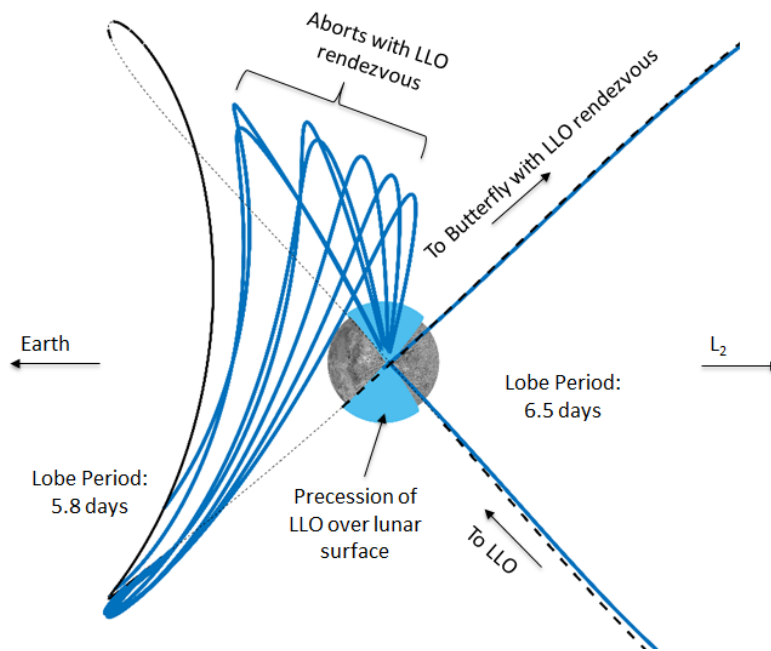 Aborts with LLO
rendezvous
To Butterfly with LLO rendezvous
Earth
L2
Lobe Period:
6.5 days
Lobe Period:
5.8 days
Precession of
LLO over lunar
surface
To LLO